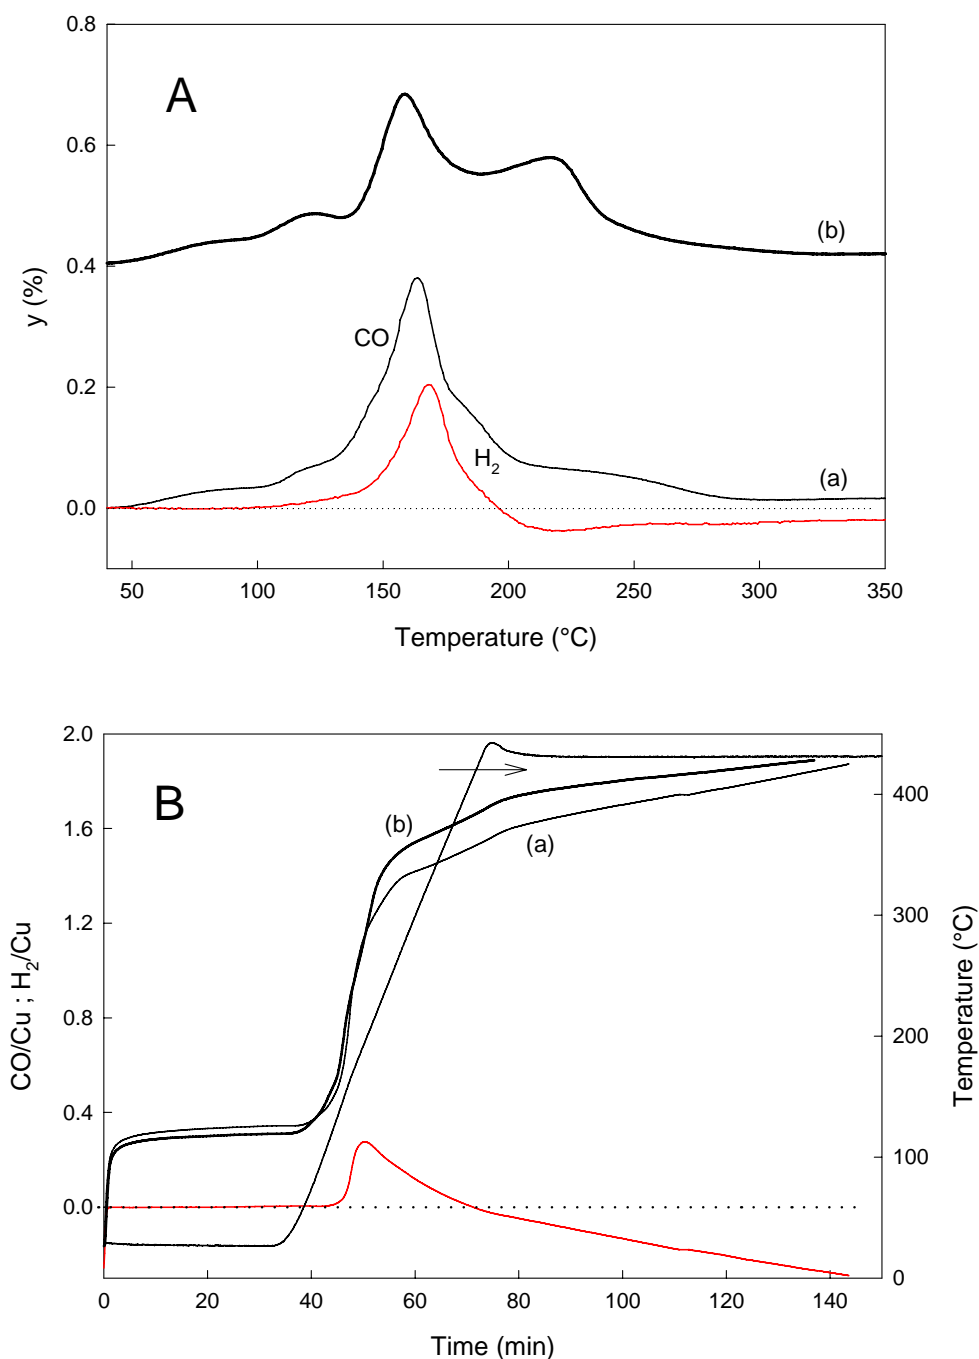 A
0.8
0.6
0.4
0.2
0.0
y (%)
(b)
CO
H₂
(a)
50 100 150 200 250 300 350
Temperature (°C)
B
2.0
1.6
1.2
0.8
0.4
0.0
CO/Cu ; H₂/Cu
(b)
(a)
400
300
200
100
0
Temperature (°C)
0 20 40 60 80 100 120 140
Time (min)